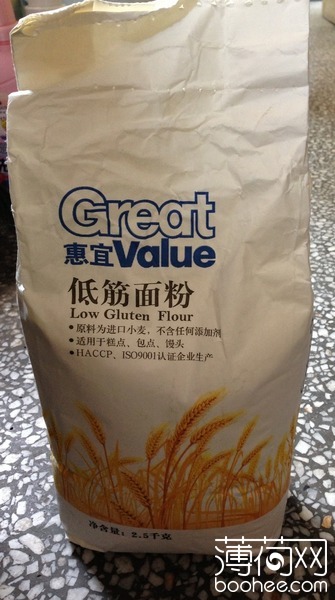 Great
惠宜Value
低筋面粉
Low Gluten Flour
• 原料为进口小麦，不含任何添加剂
• 适用于糕点、包点、馒头
• HACCP、ISO9001认证企业生产
净含量：2.5千克
薄荷网
boohee.com